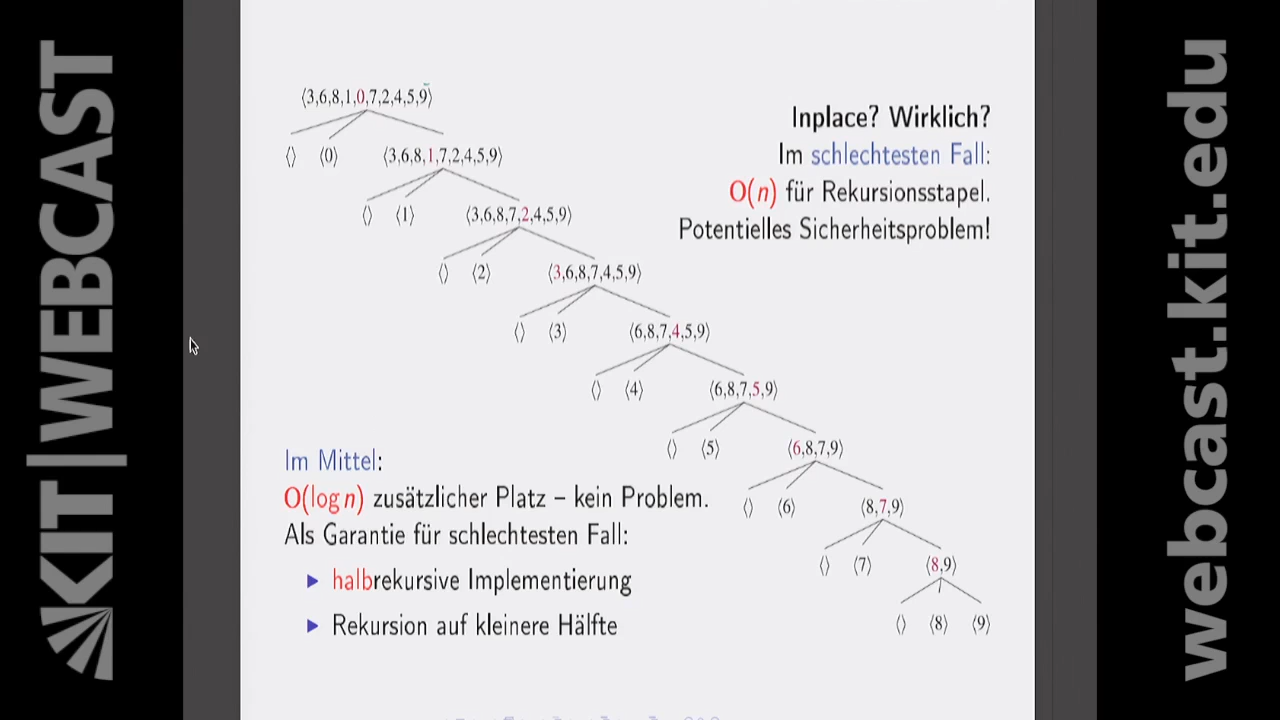 KIT | WEBCAST
⟨3,6,8,1,0,7,2,4,5,9⟩
⟨⟩ ⟨0⟩ ⟨3,6,8,1,7,2,4,5,9⟩
⟨⟩ ⟨1⟩ ⟨3,6,8,7,2,4,5,9⟩
⟨⟩ ⟨2⟩ ⟨3,6,8,7,4,5,9⟩
⟨⟩ ⟨3⟩ ⟨6,8,7,4,5,9⟩
⟨⟩ ⟨4⟩ ⟨6,8,7,5,9⟩
⟨⟩ ⟨5⟩ ⟨6,8,7,9⟩
⟨⟩ ⟨6⟩ ⟨8,7,9⟩
⟨⟩ ⟨7⟩ ⟨8,9⟩
⟨⟩ ⟨8⟩ ⟨9⟩
Inplace? Wirklich?
Im schlechtesten Fall:
O(n) für Rekursionsstapel.
Potentielles Sicherheitsproblem!
Im Mittel:
O(log n) zusätzlicher Platz – kein Problem.
Als Garantie für schlechtesten Fall:
▶ halbrekursive Implementierung
▶ Rekursion auf kleinere Hälfte
webcast.kit.edu